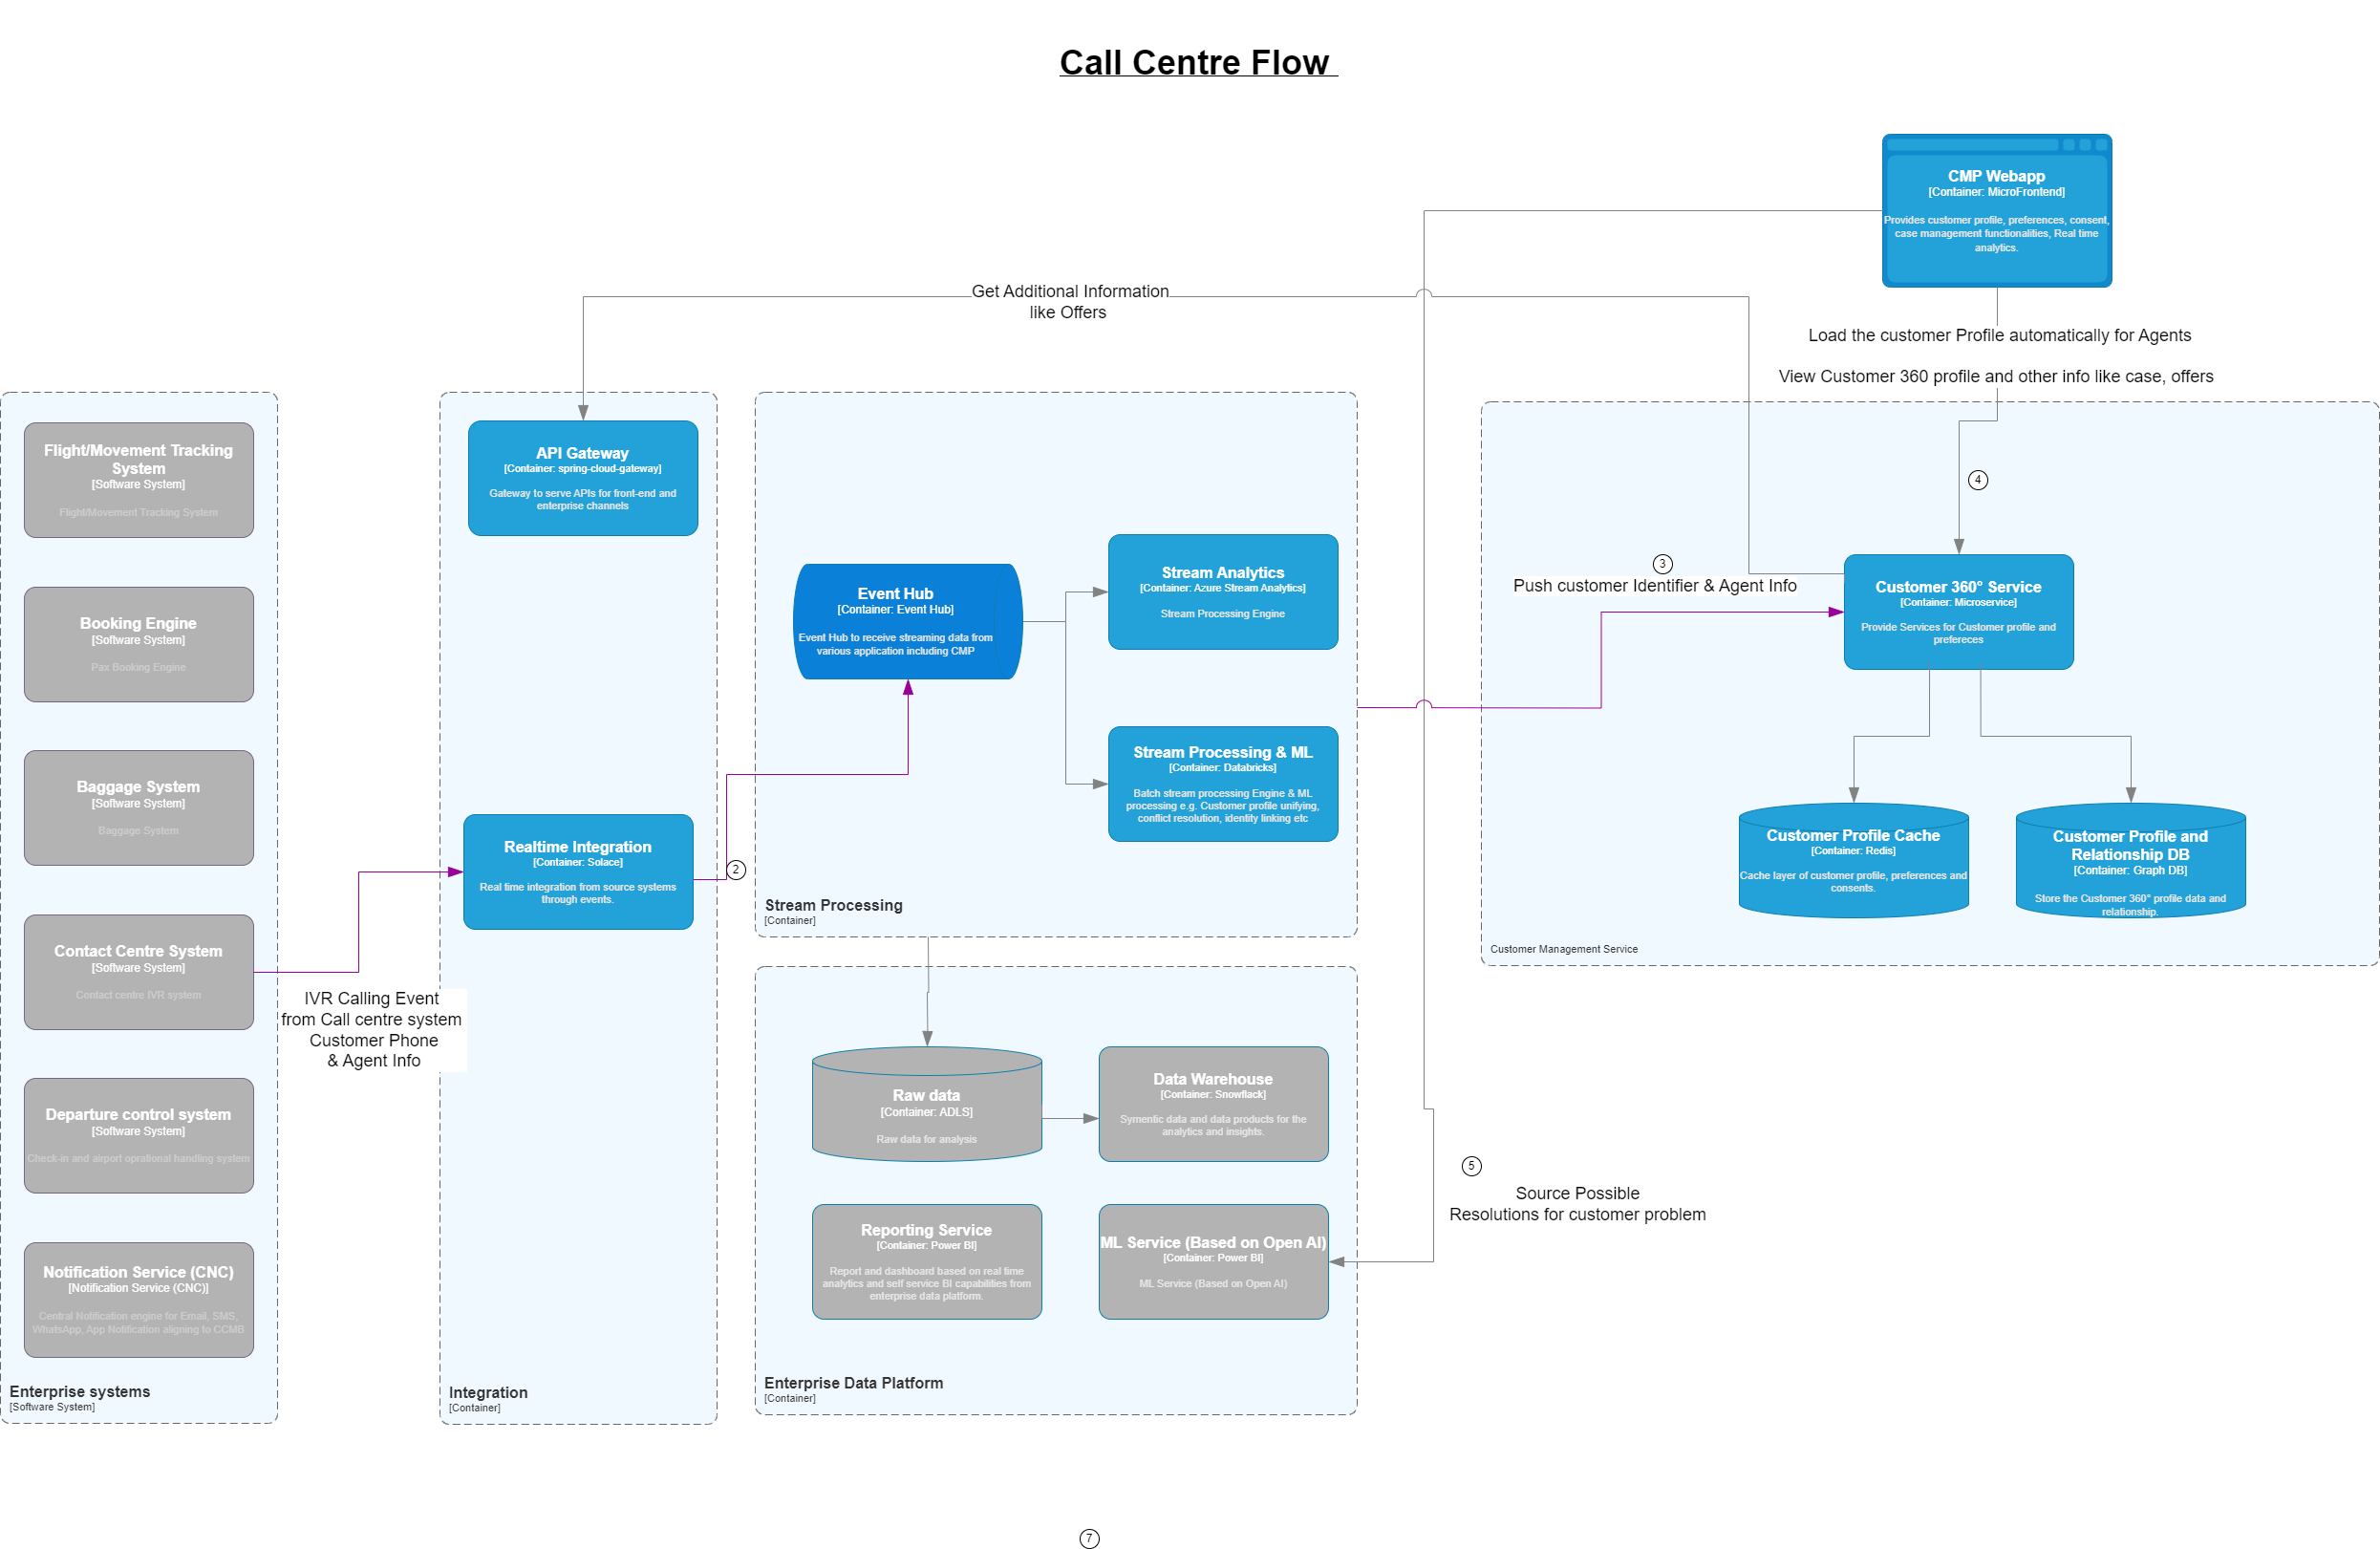 Call Centre Flow
CMP Webapp
[Container: MicroFrontend]
Provides customer profile, preferences, consent,
case management functionalities, Real time
analytics.
Get Additional Information
like Offers
Load the customer Profile automatically for Agents
View Customer 360 profile and other info like case, offers
Flight/Movement Tracking
System
[Software System]
Flight/Movement Tracking System
Booking Engine
[Software System]
Pax Booking Engine
Baggage System
[Software System]
Baggage System
Contact Centre System
[Software System]
Contact centre IVR system
Departure control system
[Software System]
Check-in and airport oprational handling system
Notification Service (CNC)
[Notification Service (CNC)]
Central Notification engine for Email, SMS,
WhatsApp, App Notification aligning to CCMB
Enterprise systems
[Software System]
IVR Calling Event
from Call centre system
Customer Phone
& Agent Info
API Gateway
[Container: spring-cloud-gateway]
Gateway to serve APIs for front-end and
enterprise channels
Realtime Integration
[Container: Solace]
Real time integration from source systems
through events.
Integration
[Container]
2
Event Hub
[Container: Event Hub]
Event Hub to receive streaming data from
various application including CMP
Stream Analytics
[Container: Azure Stream Analytics]
Stream Processing Engine
Stream Processing & ML
[Container: Databricks]
Batch stream processing Engine & ML
processing e.g. Customer profile unifying,
conflict resolution, identity linking etc
Stream Processing
[Container]
3
Push customer Identifier & Agent Info
4
Customer 360° Service
[Container: Microservice]
Provide Services for Customer profile and
prefereces
Customer Profile Cache
[Container: Redis]
Cache layer of customer profile, preferences and
consents.
Customer Profile and
Relationship DB
[Container: Graph DB]
Store the Customer 360° profile data and
relationship.
Customer Management Service
Raw data
[Container: ADLS]
Raw data for analysis
Data Warehouse
[Container: Snowflack]
Symentic data and data products for the
analytics and insights.
Reporting Service
[Container: Power BI]
Report and dashboard based on real time
analytics and self service BI capabilities from
enterprise data platform.
ML Service (Based on Open AI)
[Container: Power BI]
ML Service (Based on Open AI)
Enterprise Data Platform
[Container]
5
Source Possible
Resolutions for customer problem
7